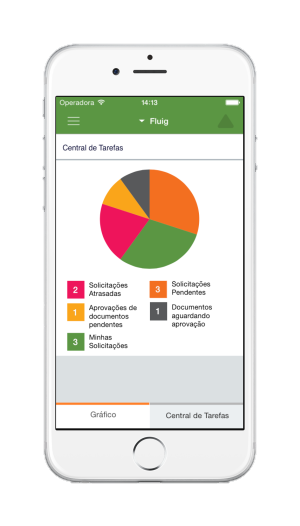 Operadora 14:13
Fluig
Central de Tarefas
2 Solicitações
Atrasadas
3 Solicitações
Pendentes
1 Aprovações de
documentos
pendentes
1 Documentos
aguardando
aprovação
3 Minhas
Solicitações
Gráfico
Central de Tarefas